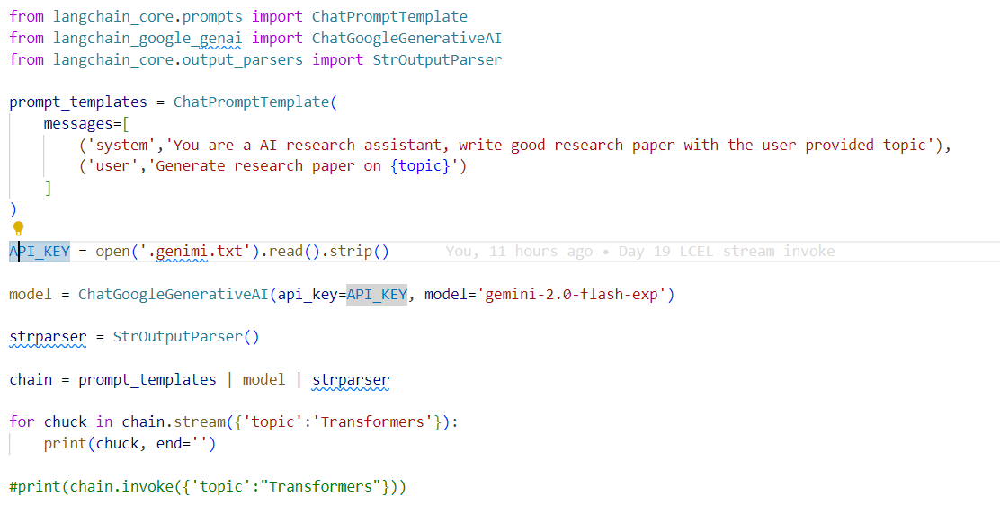 from langchain_core.prompts import ChatPromptTemplate
from langchain_google_genai import ChatGoogleGenerativeAI
from langchain_core.output_parsers import StrOutputParser
prompt_templates = ChatPromptTemplate(
    messages=[
        ('system','You are a AI research assistant, write good research paper with the user provided topic'),
        ('user','Generate research paper on {topic}')
    ]
)
API_KEY = open('.genimi.txt').read().strip()    You, 11 hours ago • Day 19 LCEL stream invoke
model = ChatGoogleGenerativeAI(api_key=API_KEY, model='gemini-2.0-flash-exp')
strparser = StrOutputParser()
chain = prompt_templates | model | strparser
for chuck in chain.stream({'topic':'Transformers'}):
    print(chuck, end='')
#print(chain.invoke({'topic':"Transformers"}))